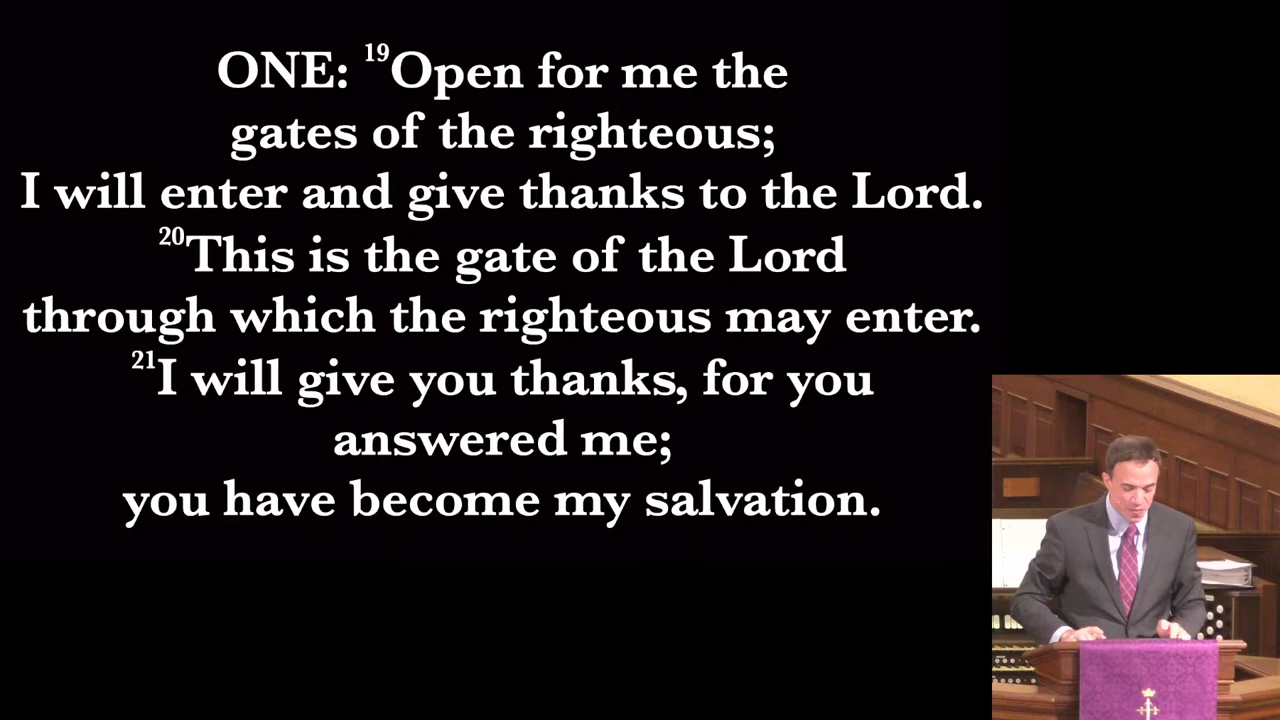 ONE: ¹⁹Open for me the
gates of the righteous;
I will enter and give thanks to the Lord.
²⁰This is the gate of the Lord
through which the righteous may enter.
²¹I will give you thanks, for you
answered me;
you have become my salvation.